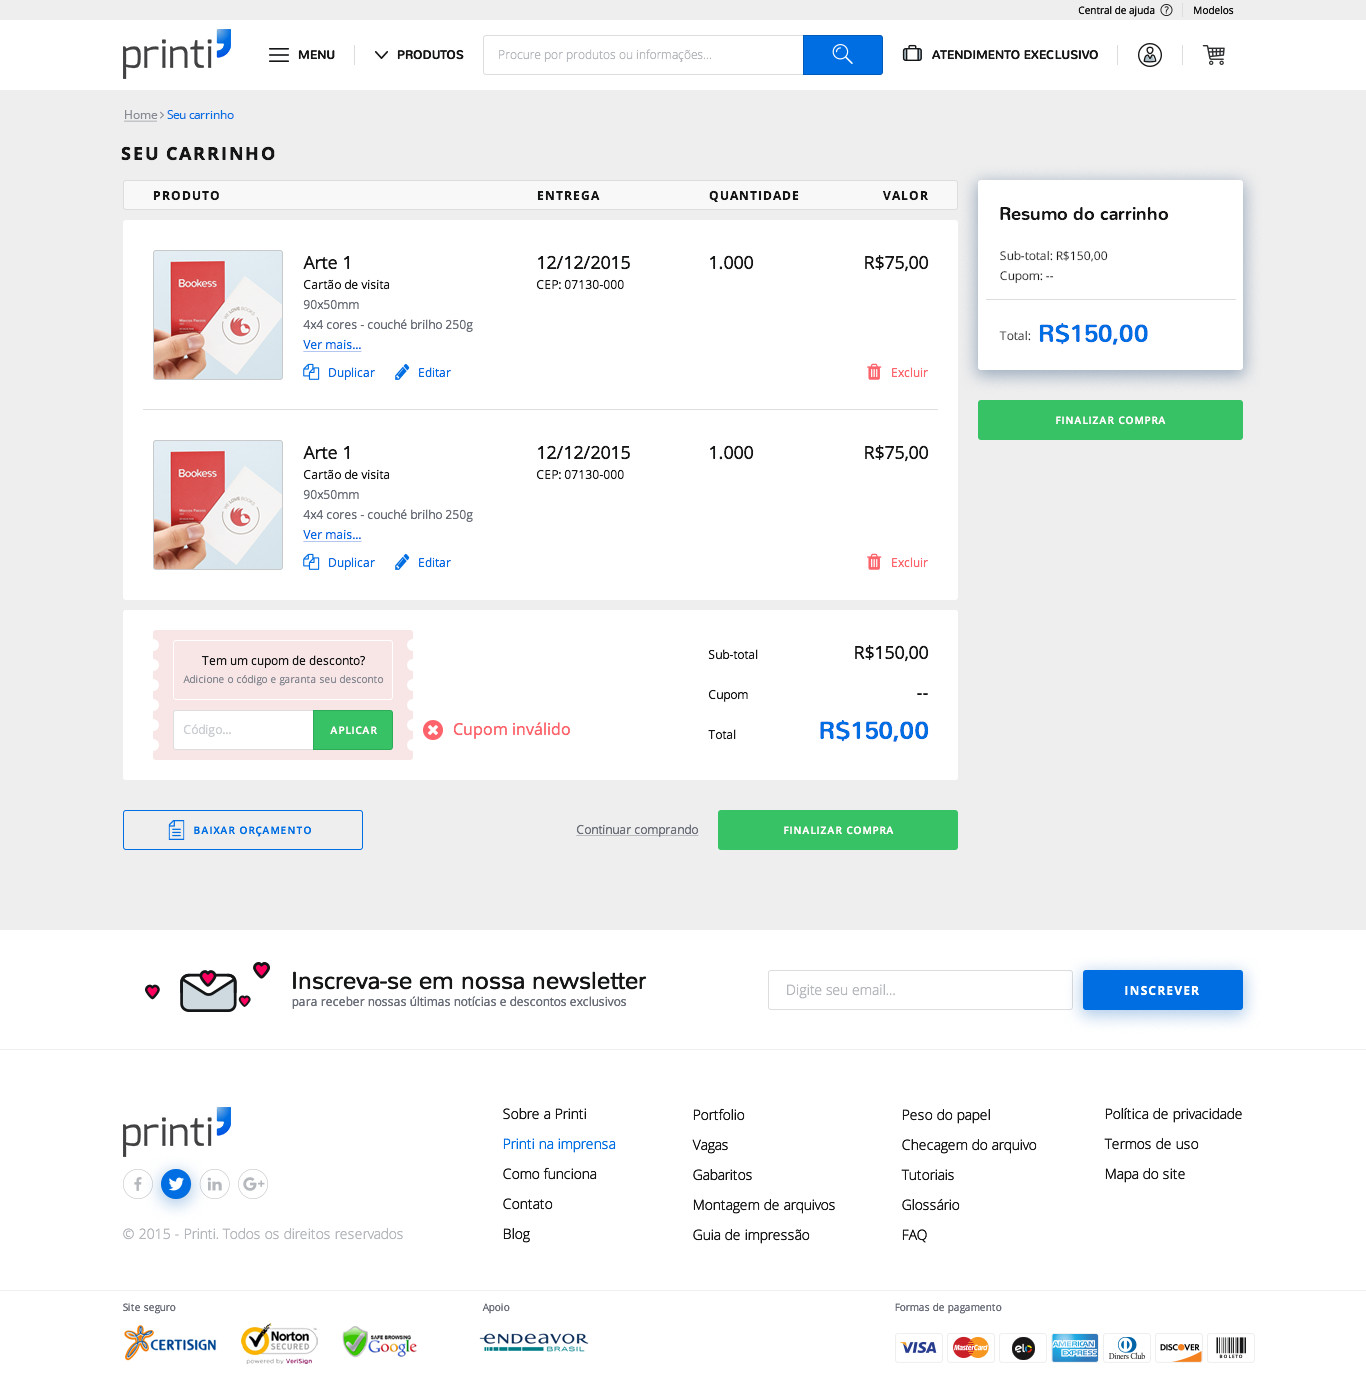 Central de ajuda ? Modelos
printi
MENU
PRODUTOS
Procure por produtos ou informações...
ATENDIMENTO EXECLUSIVO
Home > Seu carrinho
SEU CARRINHO
PRODUTO ENTREGA QUANTIDADE VALOR
Bookess
Arte 1 12/12/2015 1.000 R$75,00
Cartão de visita CEP: 07130-000
90x50mm
4x4 cores - couché brilho 250g
Ver mais...
Duplicar Editar Excluir
Bookess
Arte 1 12/12/2015 1.000 R$75,00
Cartão de visita CEP: 07130-000
90x50mm
4x4 cores - couché brilho 250g
Ver mais...
Duplicar Editar Excluir
Resumo do carrinho
Sub-total: R$150,00
Cupom: --
Total: R$150,00
FINALIZAR COMPRA
Tem um cupom de desconto?
Adicione o código e garanta seu desconto
Código...
APLICAR
Cupom inválido
Sub-total R$150,00
Cupom --
Total R$150,00
BAIXAR ORÇAMENTO
Continuar comprando
FINALIZAR COMPRA
Inscreva-se em nossa newsletter
para receber nossas últimas notícias e descontos exclusivos
Digite seu email...
INSCREVER
printi
f in G+
© 2015 - Printi. Todos os direitos reservados
Sobre a Printi
Printi na imprensa
Como funciona
Contato
Blog
Portfolio
Vagas
Gabaritos
Montagem de arquivos
Guia de impressão
Peso do papel
Checagem do arquivo
Tutoriais
Glossário
FAQ
Política de privacidade
Termos de uso
Mapa do site
Site seguro
CERTISIGN
Norton
SECURED
powered by VeriSign
SAFE BROWSING
Google
Apoio
ENDEAVOR
BRASIL
Formas de pagamento
VISA
MasterCard
elo
AMERICAN EXPRESS
Diners Club
DISCOVER
BOLETO